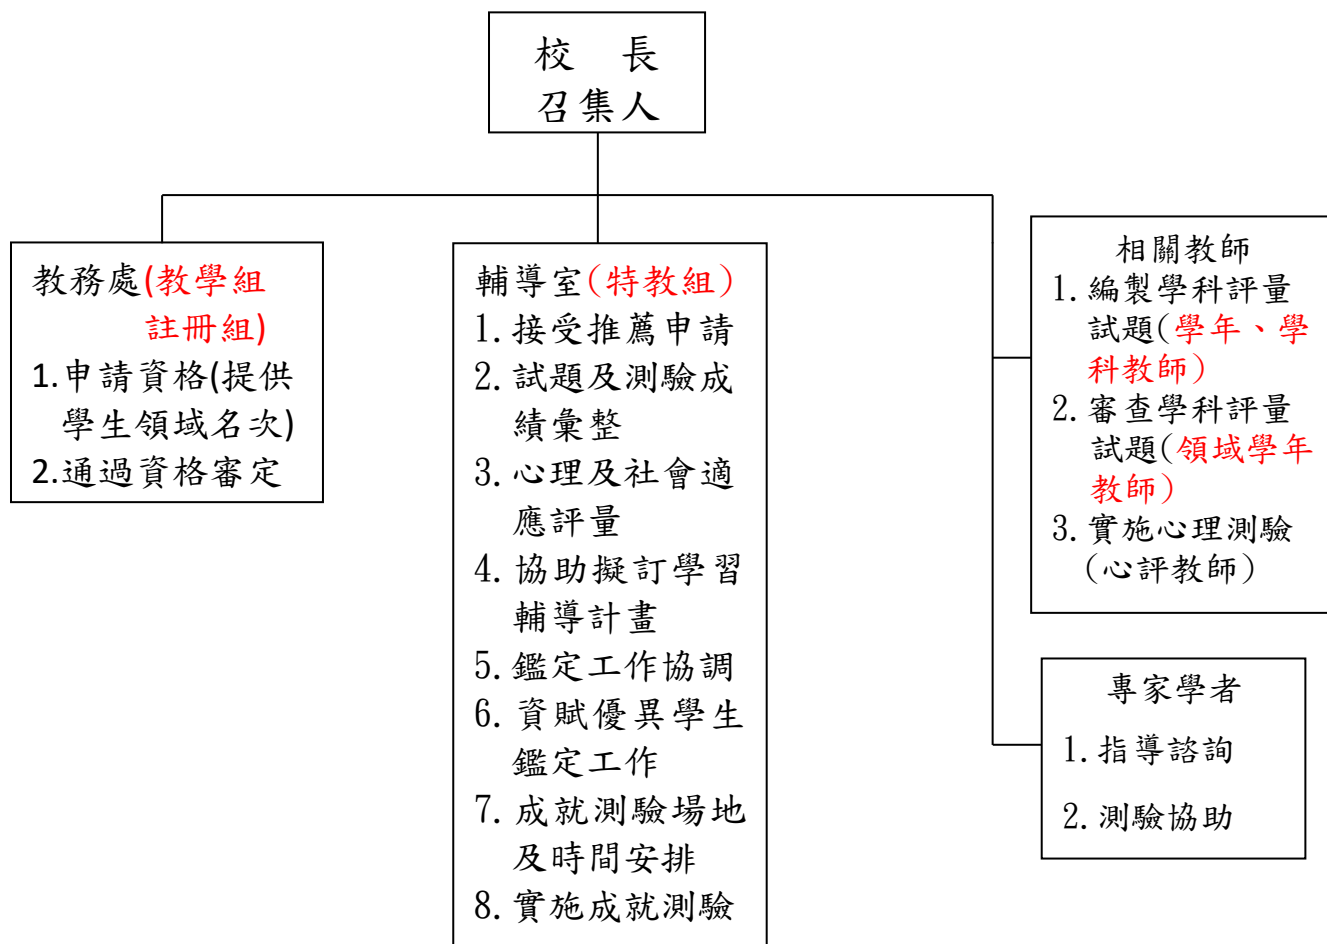 校　長
召集人
教務處(教學組
註冊組)
1.申請資格(提供
學生領域名次)
2.通過資格審定
輔導室(特教組)
1.接受推薦申請
2.試題及測驗成
績彙整
3.心理及社會適
應評量
4.協助擬訂學習
輔導計畫
5.鑑定工作協調
6.資賦優異學生
鑑定工作
7.成就測驗場地
及時間安排
8.實施成就測驗
相關教師
1.編製學科評量
試題(學年、學
科教師)
2.審查學科評量
試題(領域學年
教師)
3.實施心理測驗
(心評教師)
專家學者
1.指導諮詢
2.測驗協助